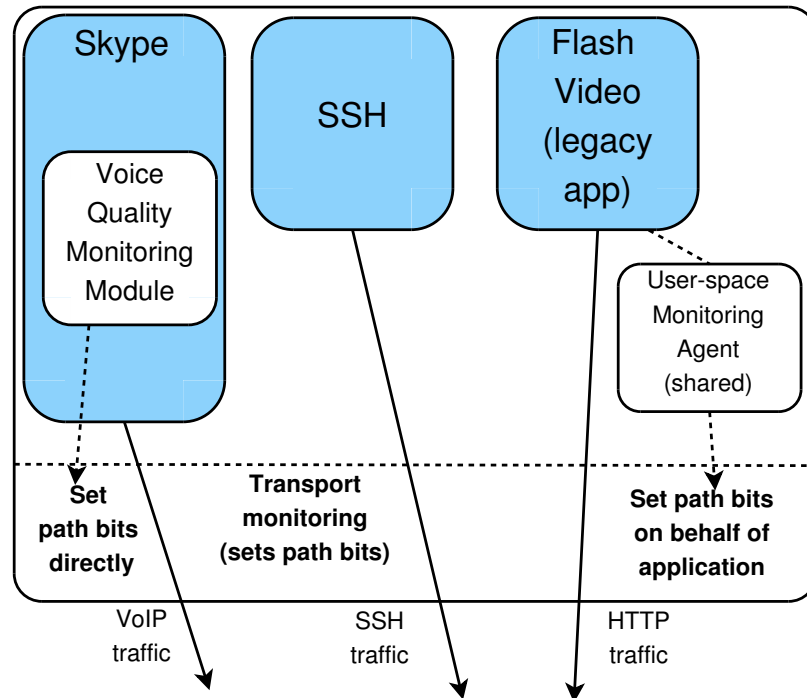 Skype
Voice
Quality
Monitoring
Module
SSH
Flash
Video
(legacy
app)
User-space
Monitoring
Agent
(shared)
Set
path bits
directly
Transport
monitoring
(sets path bits)
Set path bits
on behalf of
application
VoIP
traffic
SSH
traffic
HTTP
traffic